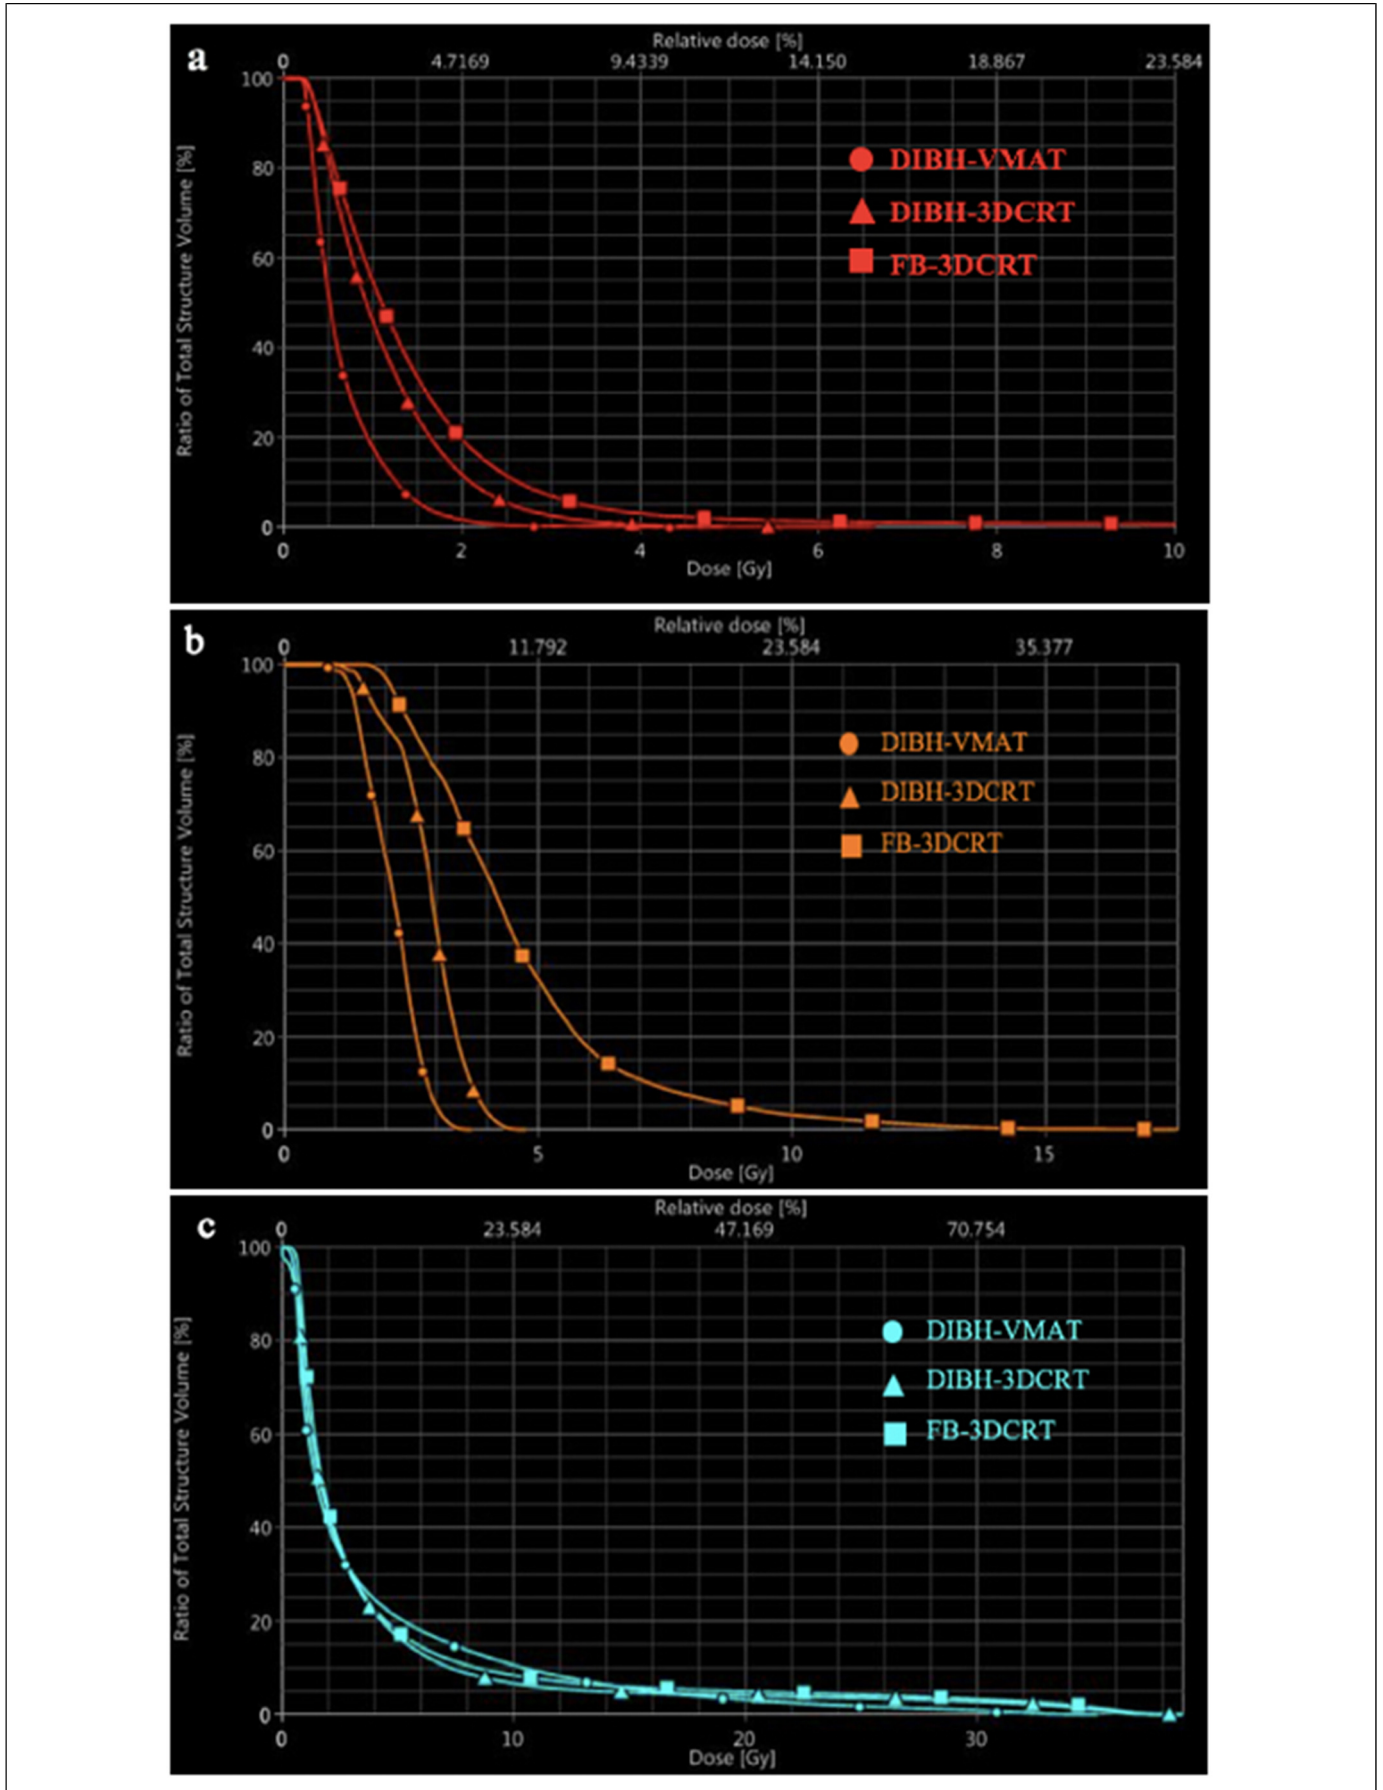 a
Relative dose [%]
0 4.7169 9.4339 14.150 18.867 23.584
100
80
60
40
20
0
Ratio of Total Structure Volume [%]
DIBH-VMAT
DIBH-3DCRT
FB-3DCRT
0 2 4 6 8 10
Dose [Gy]
b
Relative dose [%]
0 11.792 23.584 35.377
100
80
60
40
20
0
Ratio of Total Structure Volume [%]
DIBH-VMAT
DIBH-3DCRT
FB-3DCRT
0 5 10 15
Dose [Gy]
c
Relative dose [%]
0 23.584 47.169 70.754
100
80
60
40
20
0
Ratio of Total Structure Volume [%]
DIBH-VMAT
DIBH-3DCRT
FB-3DCRT
0 10 20 30
Dose [Gy]